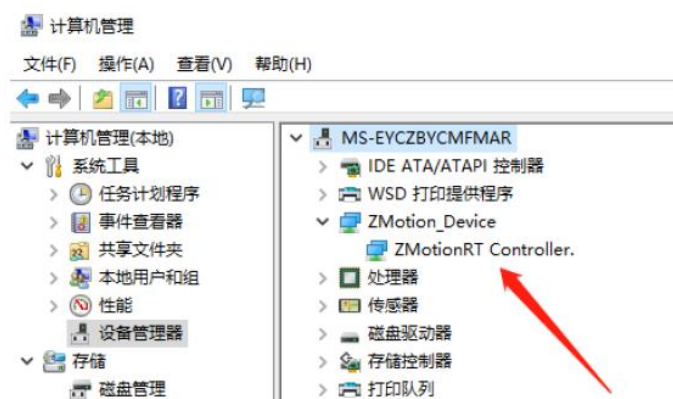 计算机管理
文件(F) 操作(A) 查看(V) 帮助(H)
计算机管理(本地)
系统工具
任务计划程序
事件查看器
共享文件夹
本地用户和组
性能
设备管理器
存储
磁盘管理
MS-EYCZBYCMFMAR
IDE ATA/ATAPI 控制器
WSD 打印提供程序
ZMotion_Device
ZMotionRT Controller.
处理器
传感器
磁盘驱动器
存储控制器
打印队列